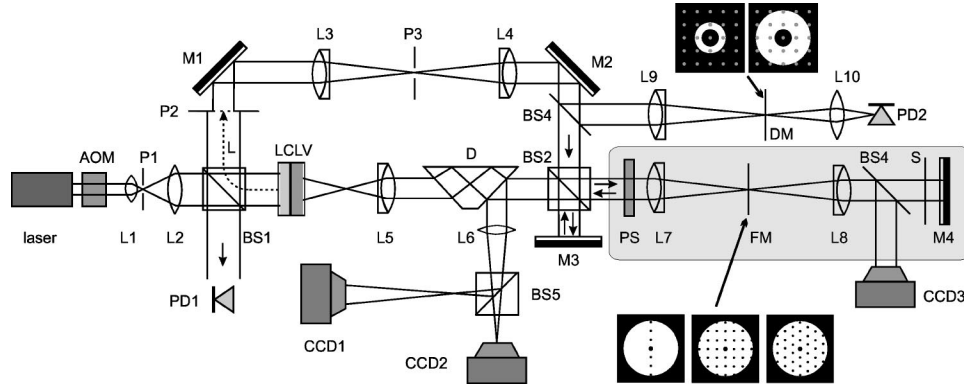 M1
L3
P3
L4
M2
L9
L10
P2
BS4
DM
PD2
AOM
P1
L
LCLV
D
BS2
BS4
S
laser
L1
L2
BS1
L5
L6
M3
PS
L7
FM
L8
M4
PD1
BS5
CCD3
CCD1
CCD2